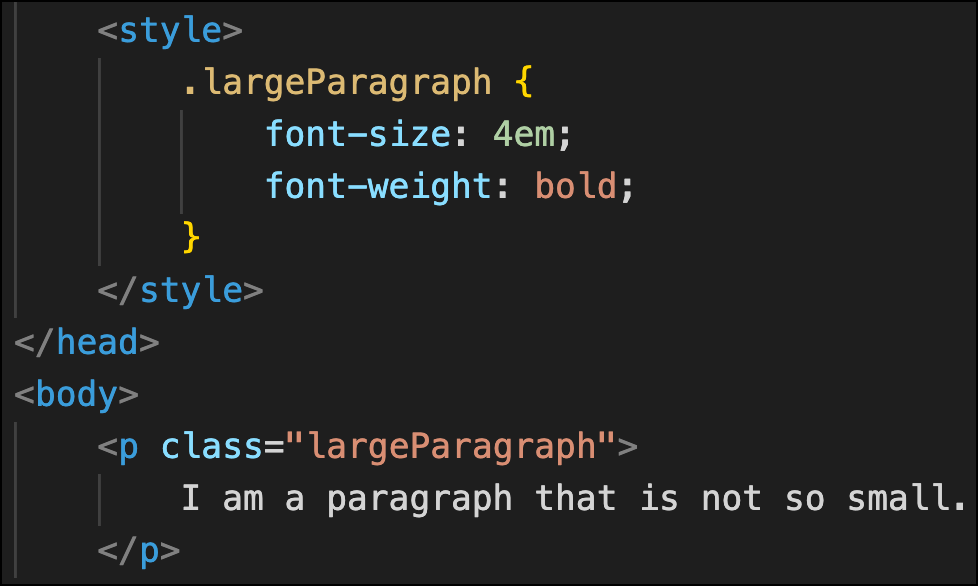 <style>
.largeParagraph {
font-size: 4em;
font-weight: bold;
}
</style>
</head>
<body>
<p class="largeParagraph">
I am a paragraph that is not so small.
</p>